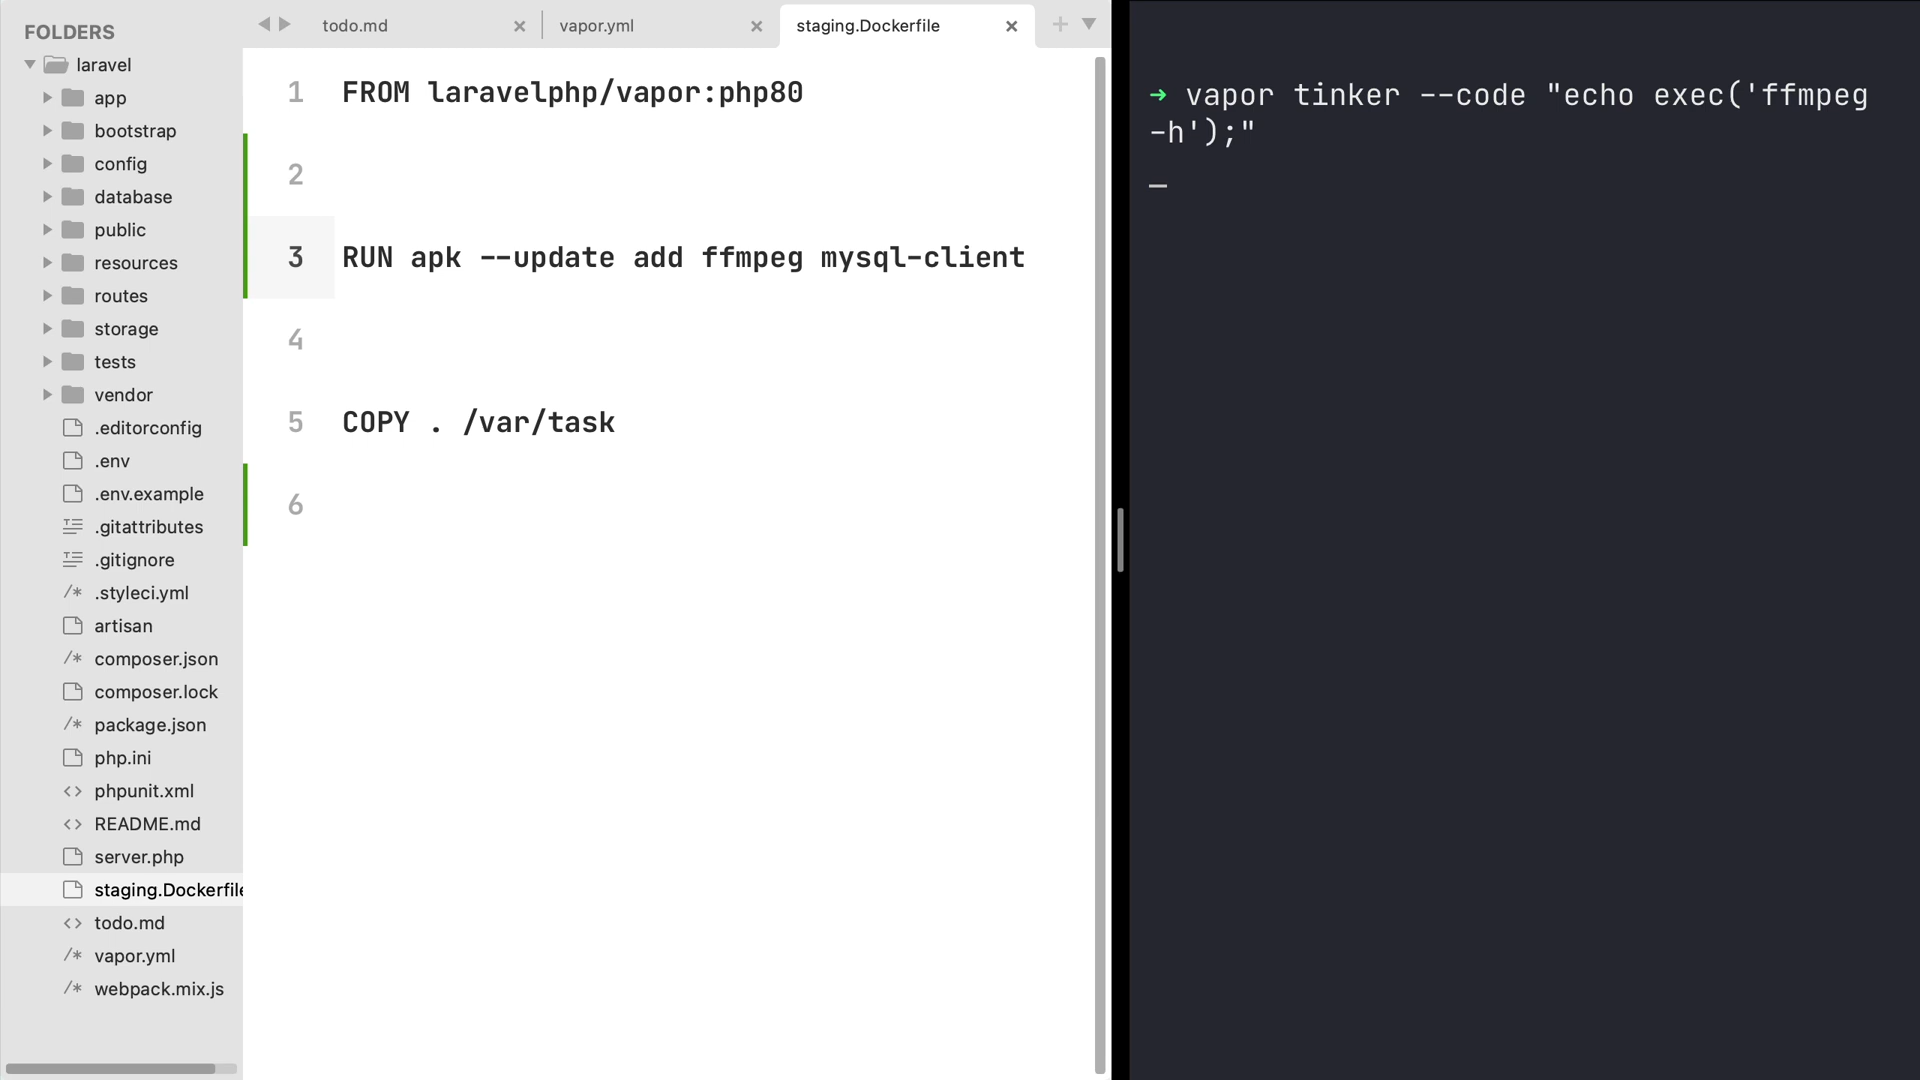 FOLDERS
laravel
app
bootstrap
config
database
public
resources
routes
storage
tests
vendor
.editorconfig
.env
.env.example
.gitattributes
.gitignore
.styleci.yml
artisan
composer.json
composer.lock
package.json
php.ini
phpunit.xml
README.md
server.php
staging.Dockerfile
todo.md
vapor.yml
webpack.mix.js
todo.md
vapor.yml
staging.Dockerfile
1 FROM laravelphp/vapor:php80
2
3 RUN apk --update add ffmpeg mysql-client
4
5 COPY . /var/task
6
➜ vapor tinker --code "echo exec('ffmpeg
-h');"